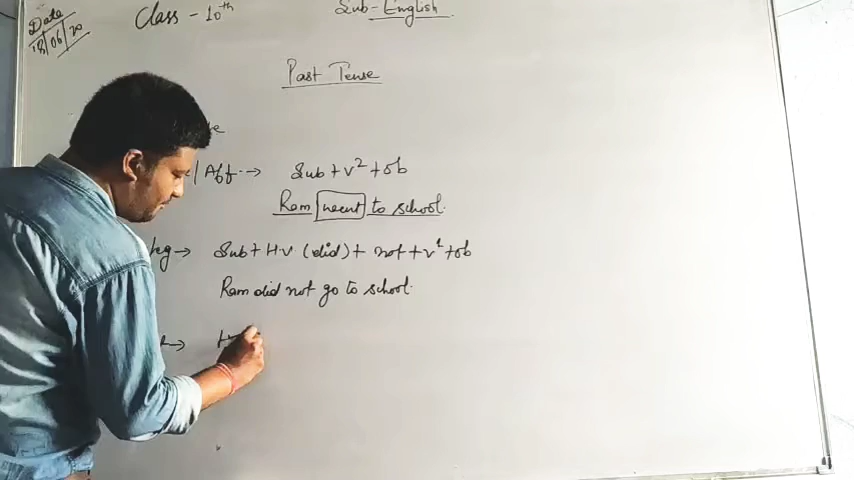 Date
18/06/20
Class - 10th
Sub - English
Past Tense
Aff. → Sub + V² + ob
Ram went to school.
→ Sub + HV (did) + not + V¹ + ob
Ram did not go to school.
→